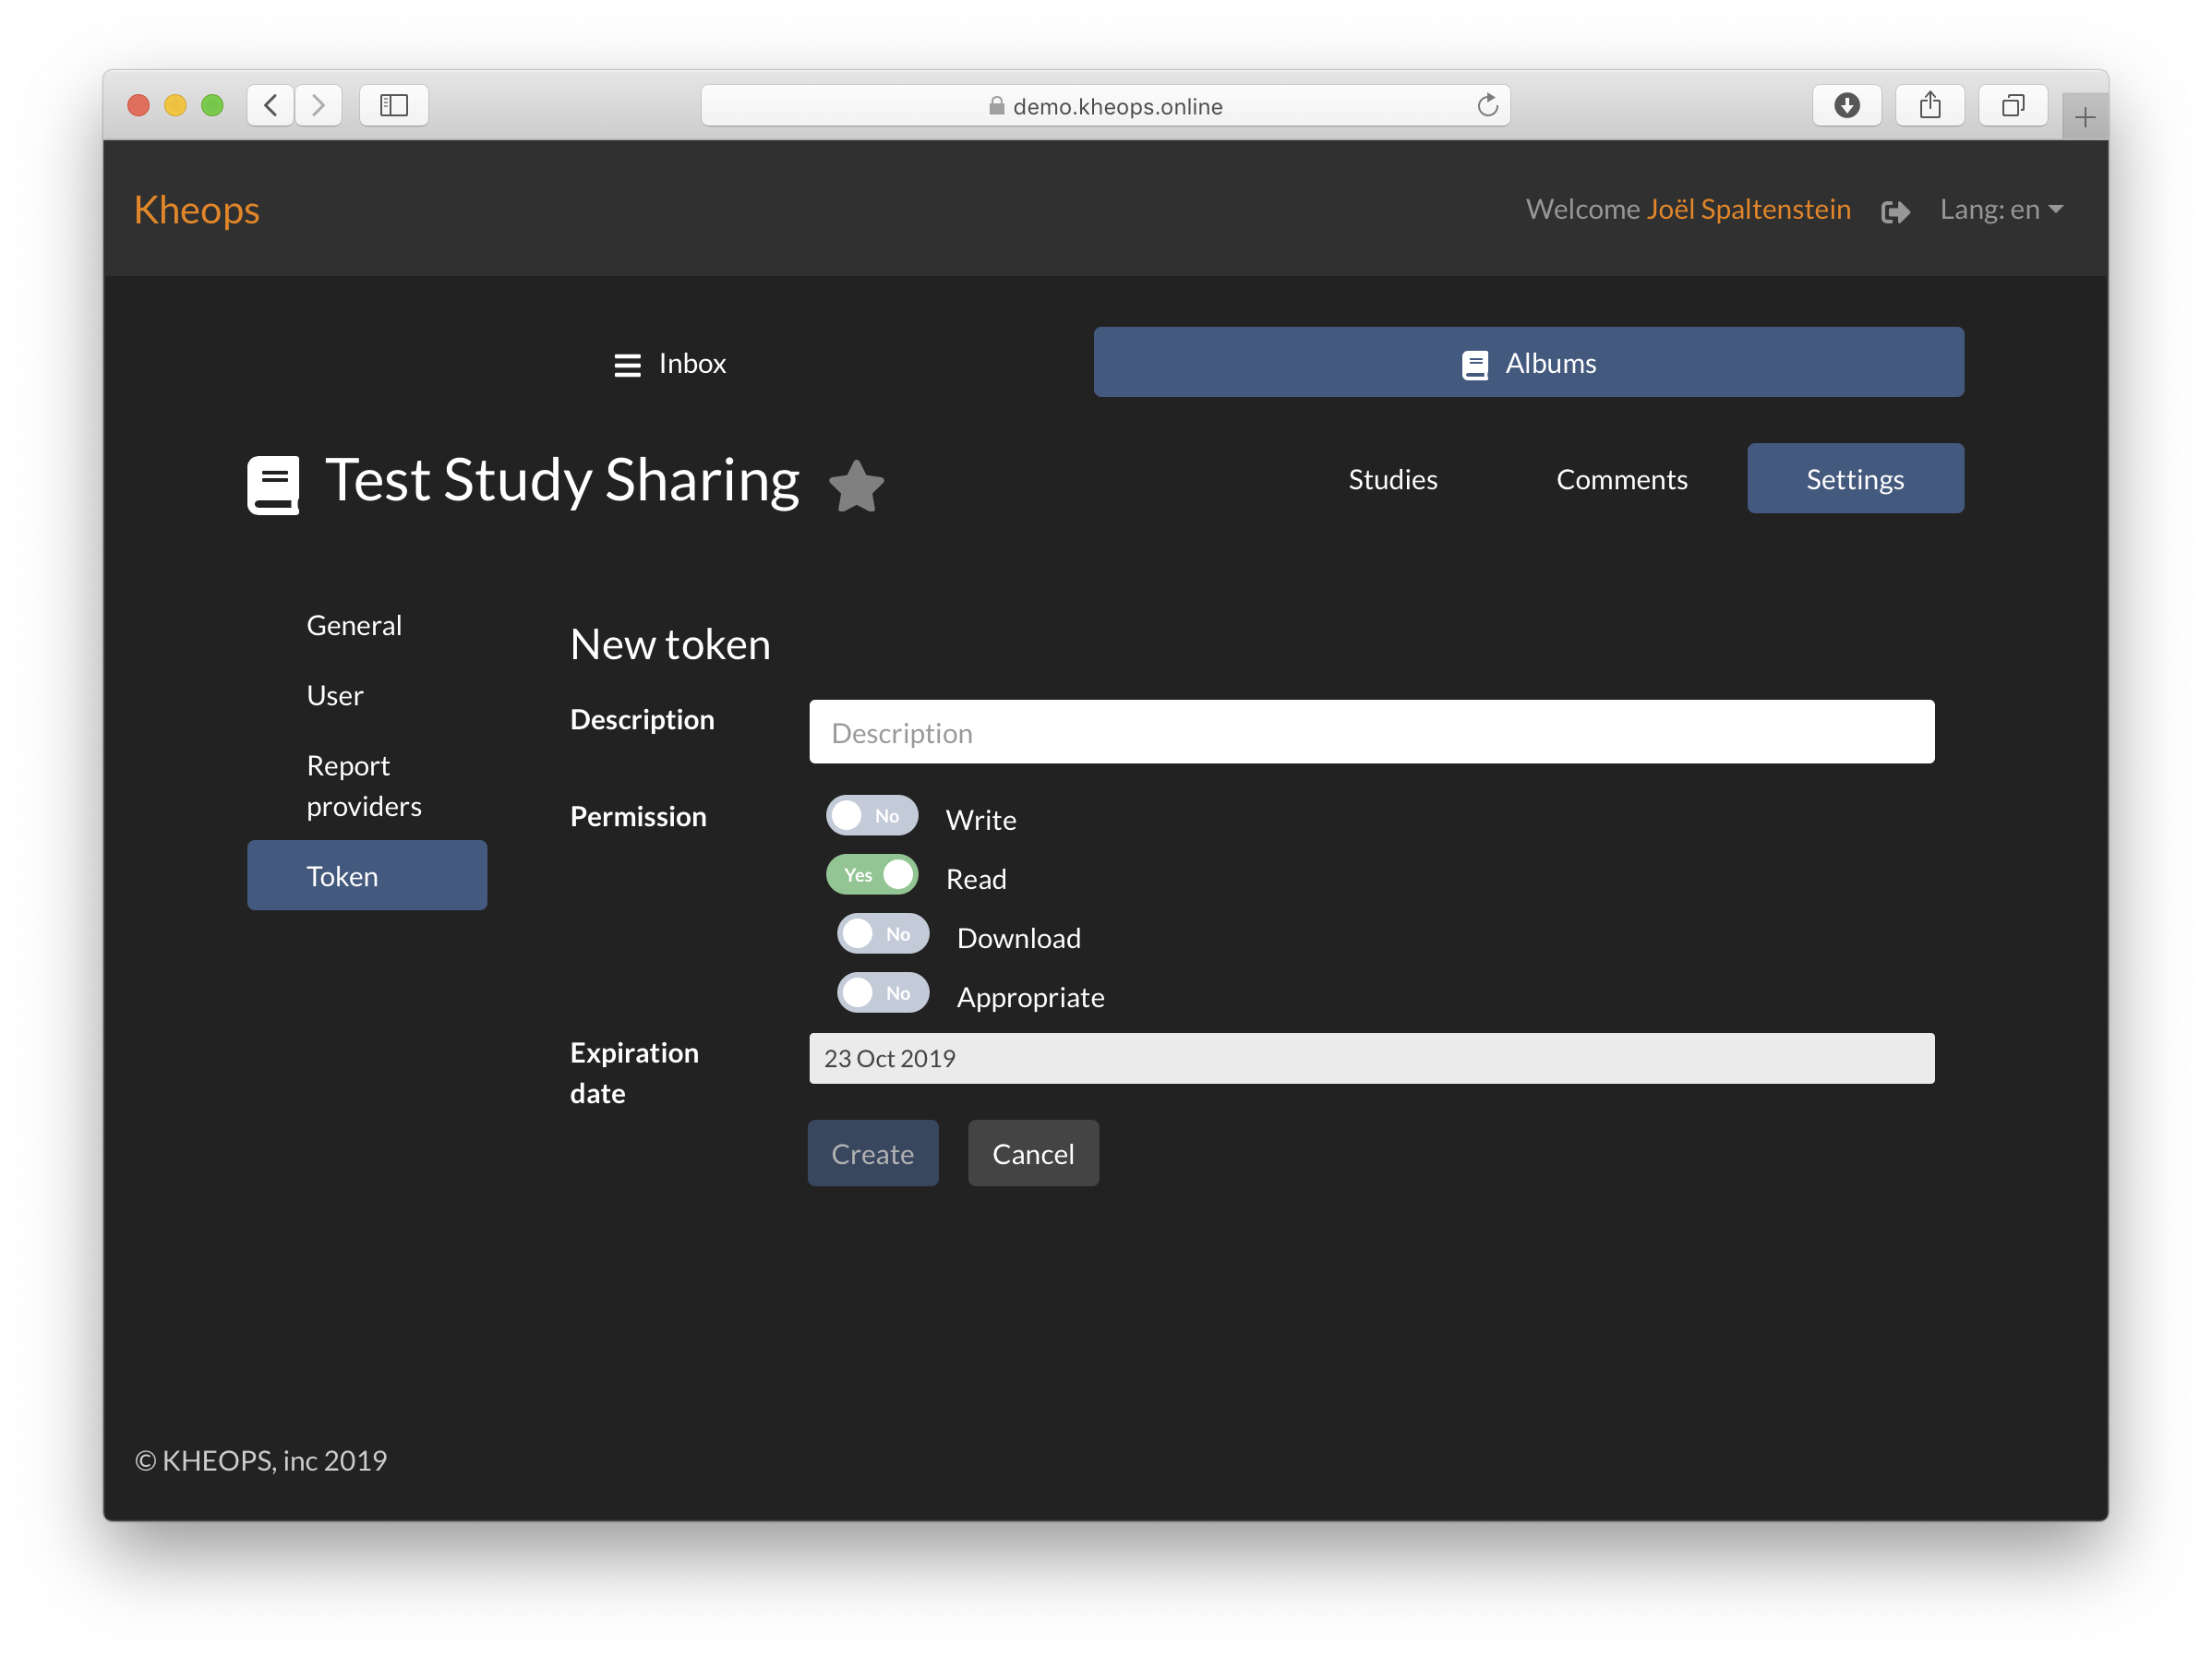 demo.kheops.online
Kheops
Welcome Joël Spaltenstein
Lang: en
Inbox
Albums
Test Study Sharing
Studies
Comments
Settings
General
User
Report
providers
Token
New token
Description
Description
Permission
No
Write
Yes
Read
No
Download
No
Appropriate
Expiration
date
23 Oct 2019
Create
Cancel
© KHEOPS, inc 2019